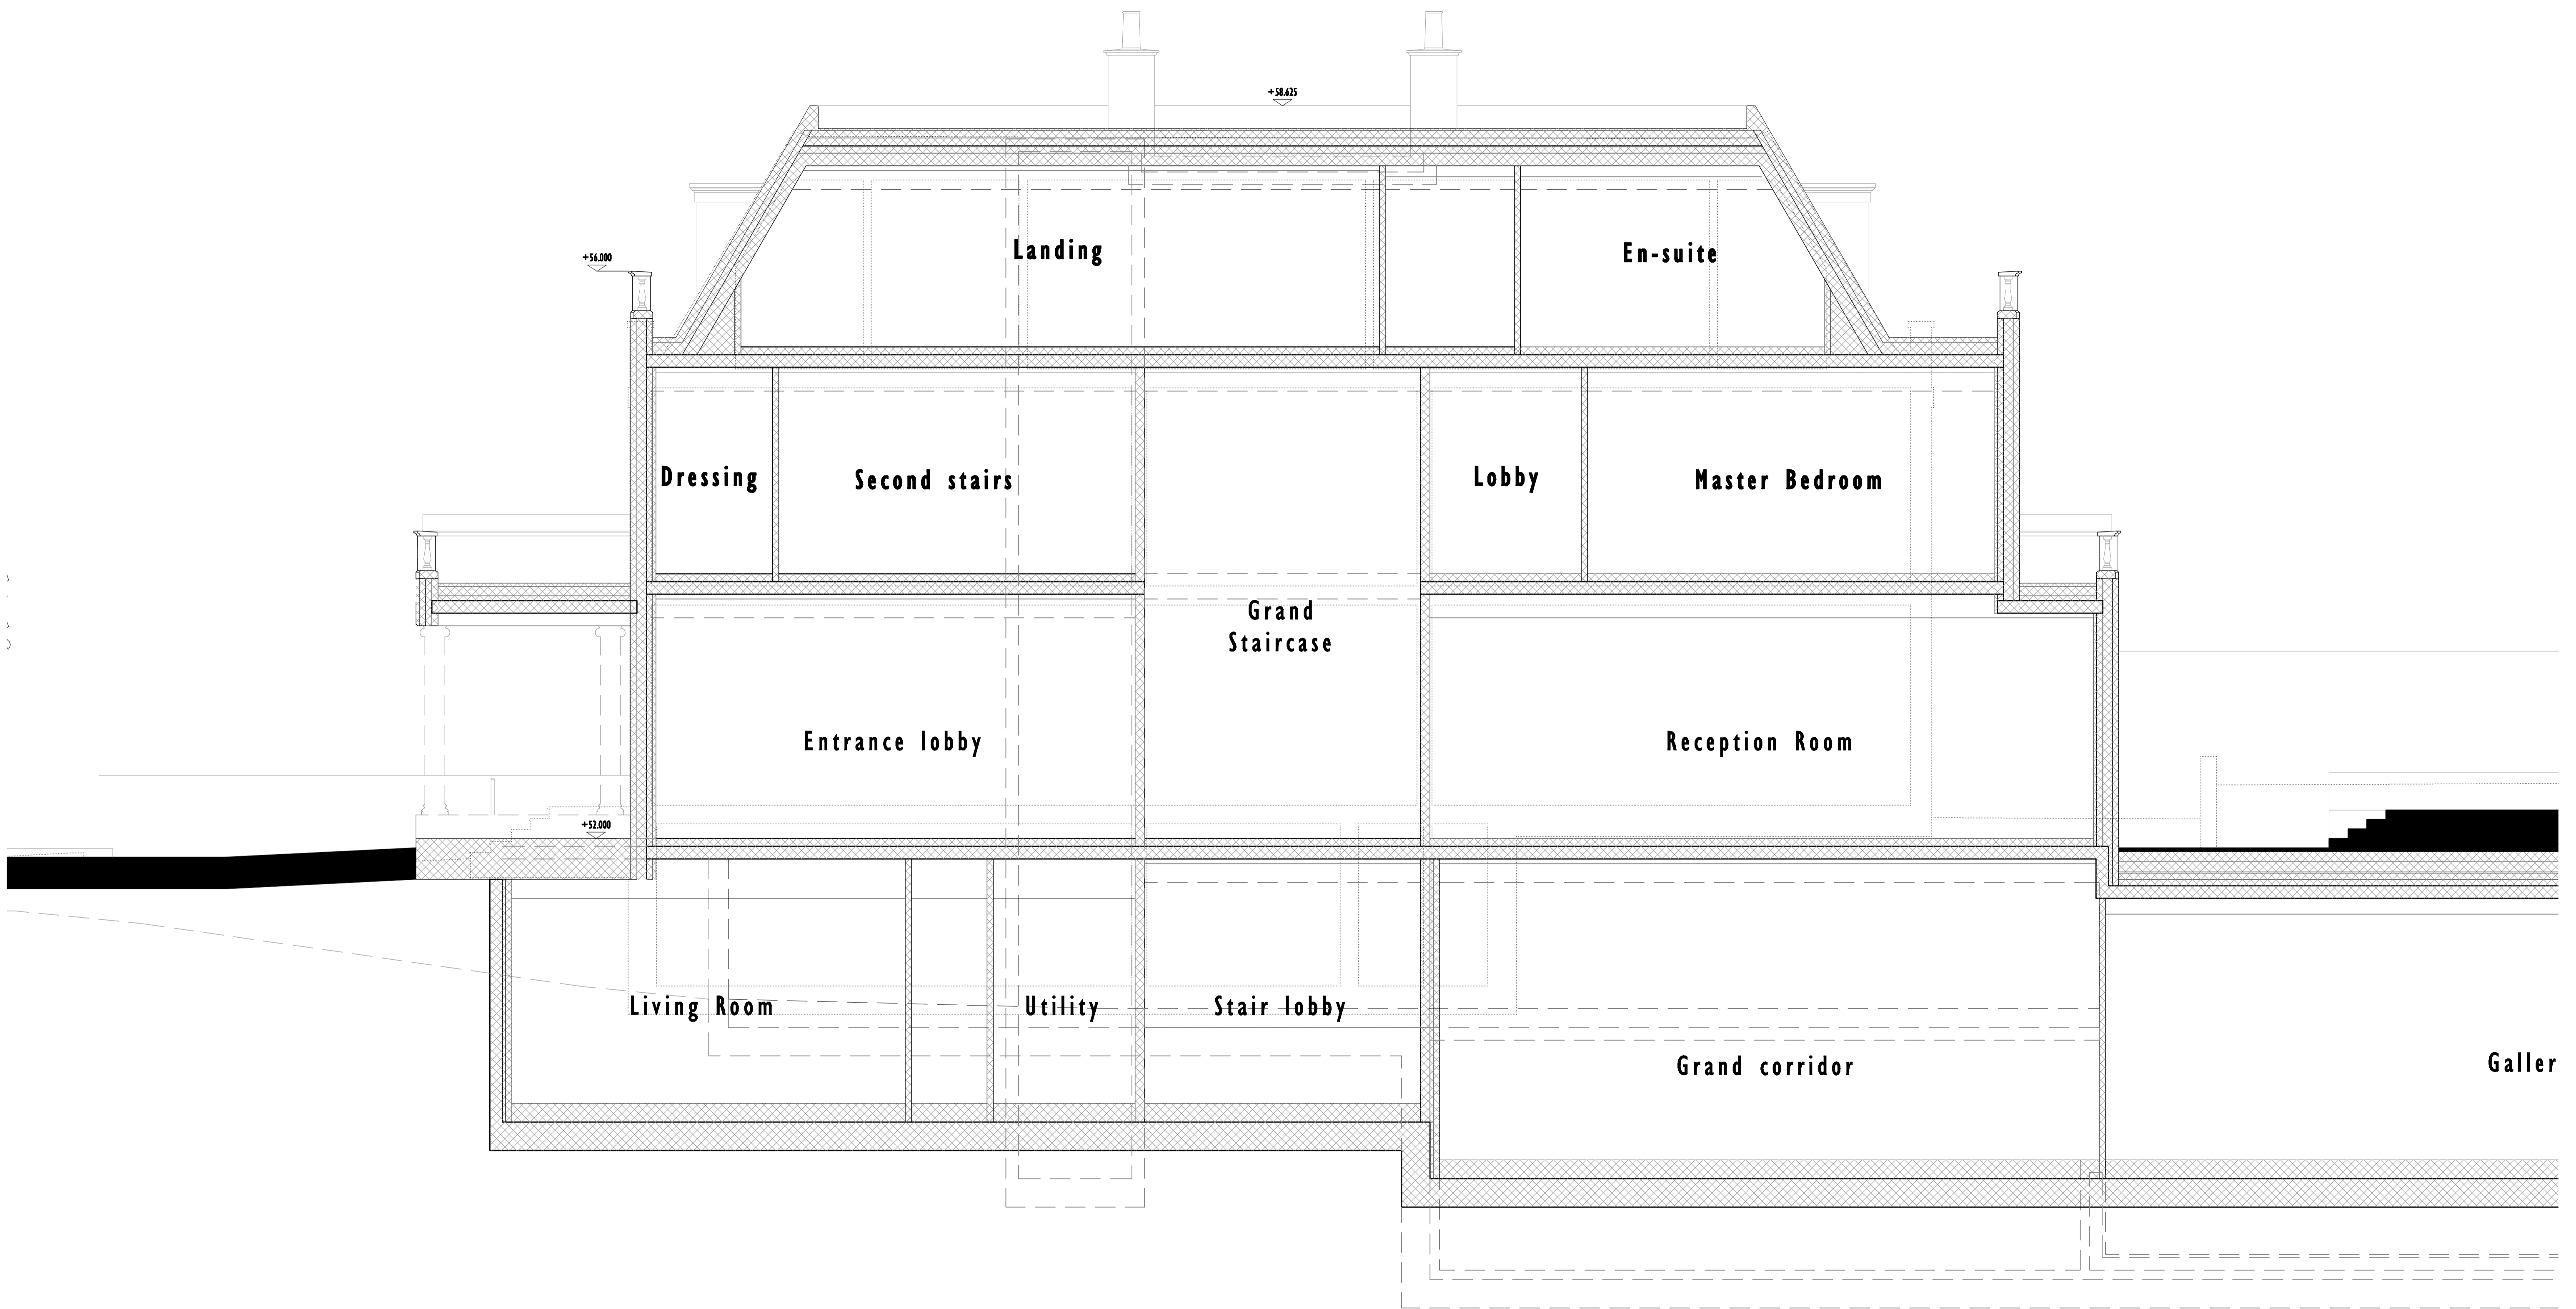 +58.625
Landing
En-suite
+56.000
Dressing
Second stairs
Lobby
Master Bedroom
Grand
Staircase
Entrance lobby
Reception Room
+52.000
Living Room
Utility
Stair lobby
Grand corridor
Galler